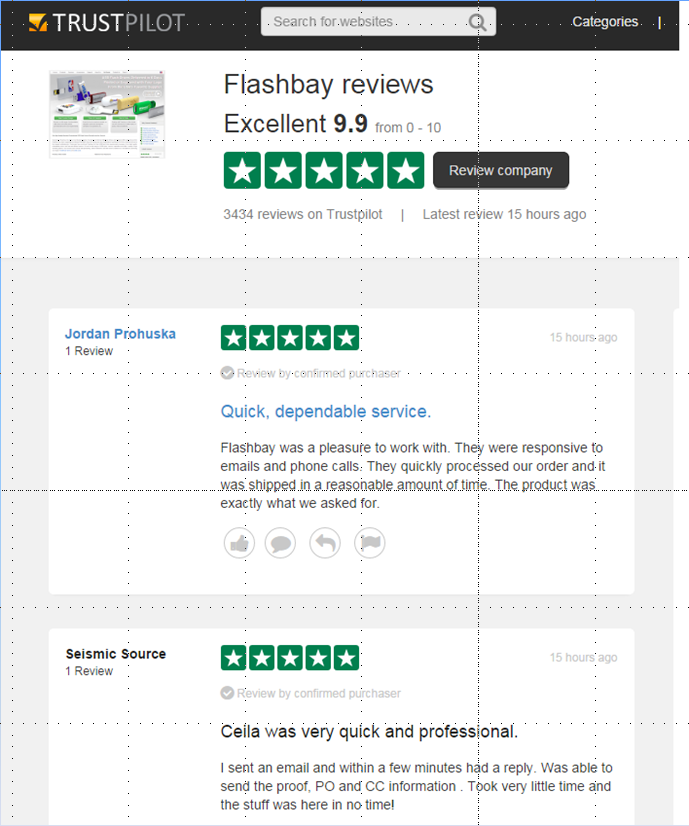 TRUSTPILOT
Search for websites
Categories |
Flashbay reviews
Excellent 9.9 from 0 - 10
Review company
3434 reviews on Trustpilot | Latest review 15 hours ago
Jordan Prohuska
1 Review
15 hours ago
Review by confirmed purchaser
Quick, dependable service.
Flashbay was a pleasure to work with. They were responsive to
emails and phone calls. They quickly processed our order and it
was shipped in a reasonable amount of time. The product was
exactly what we asked for.
Seismic Source
1 Review
15 hours ago
Review by confirmed purchaser
Ceila was very quick and professional.
I sent an email and within a few minutes had a reply. Was able to
send the proof, PO and CC information . Took very little time and
the stuff was here in no time!